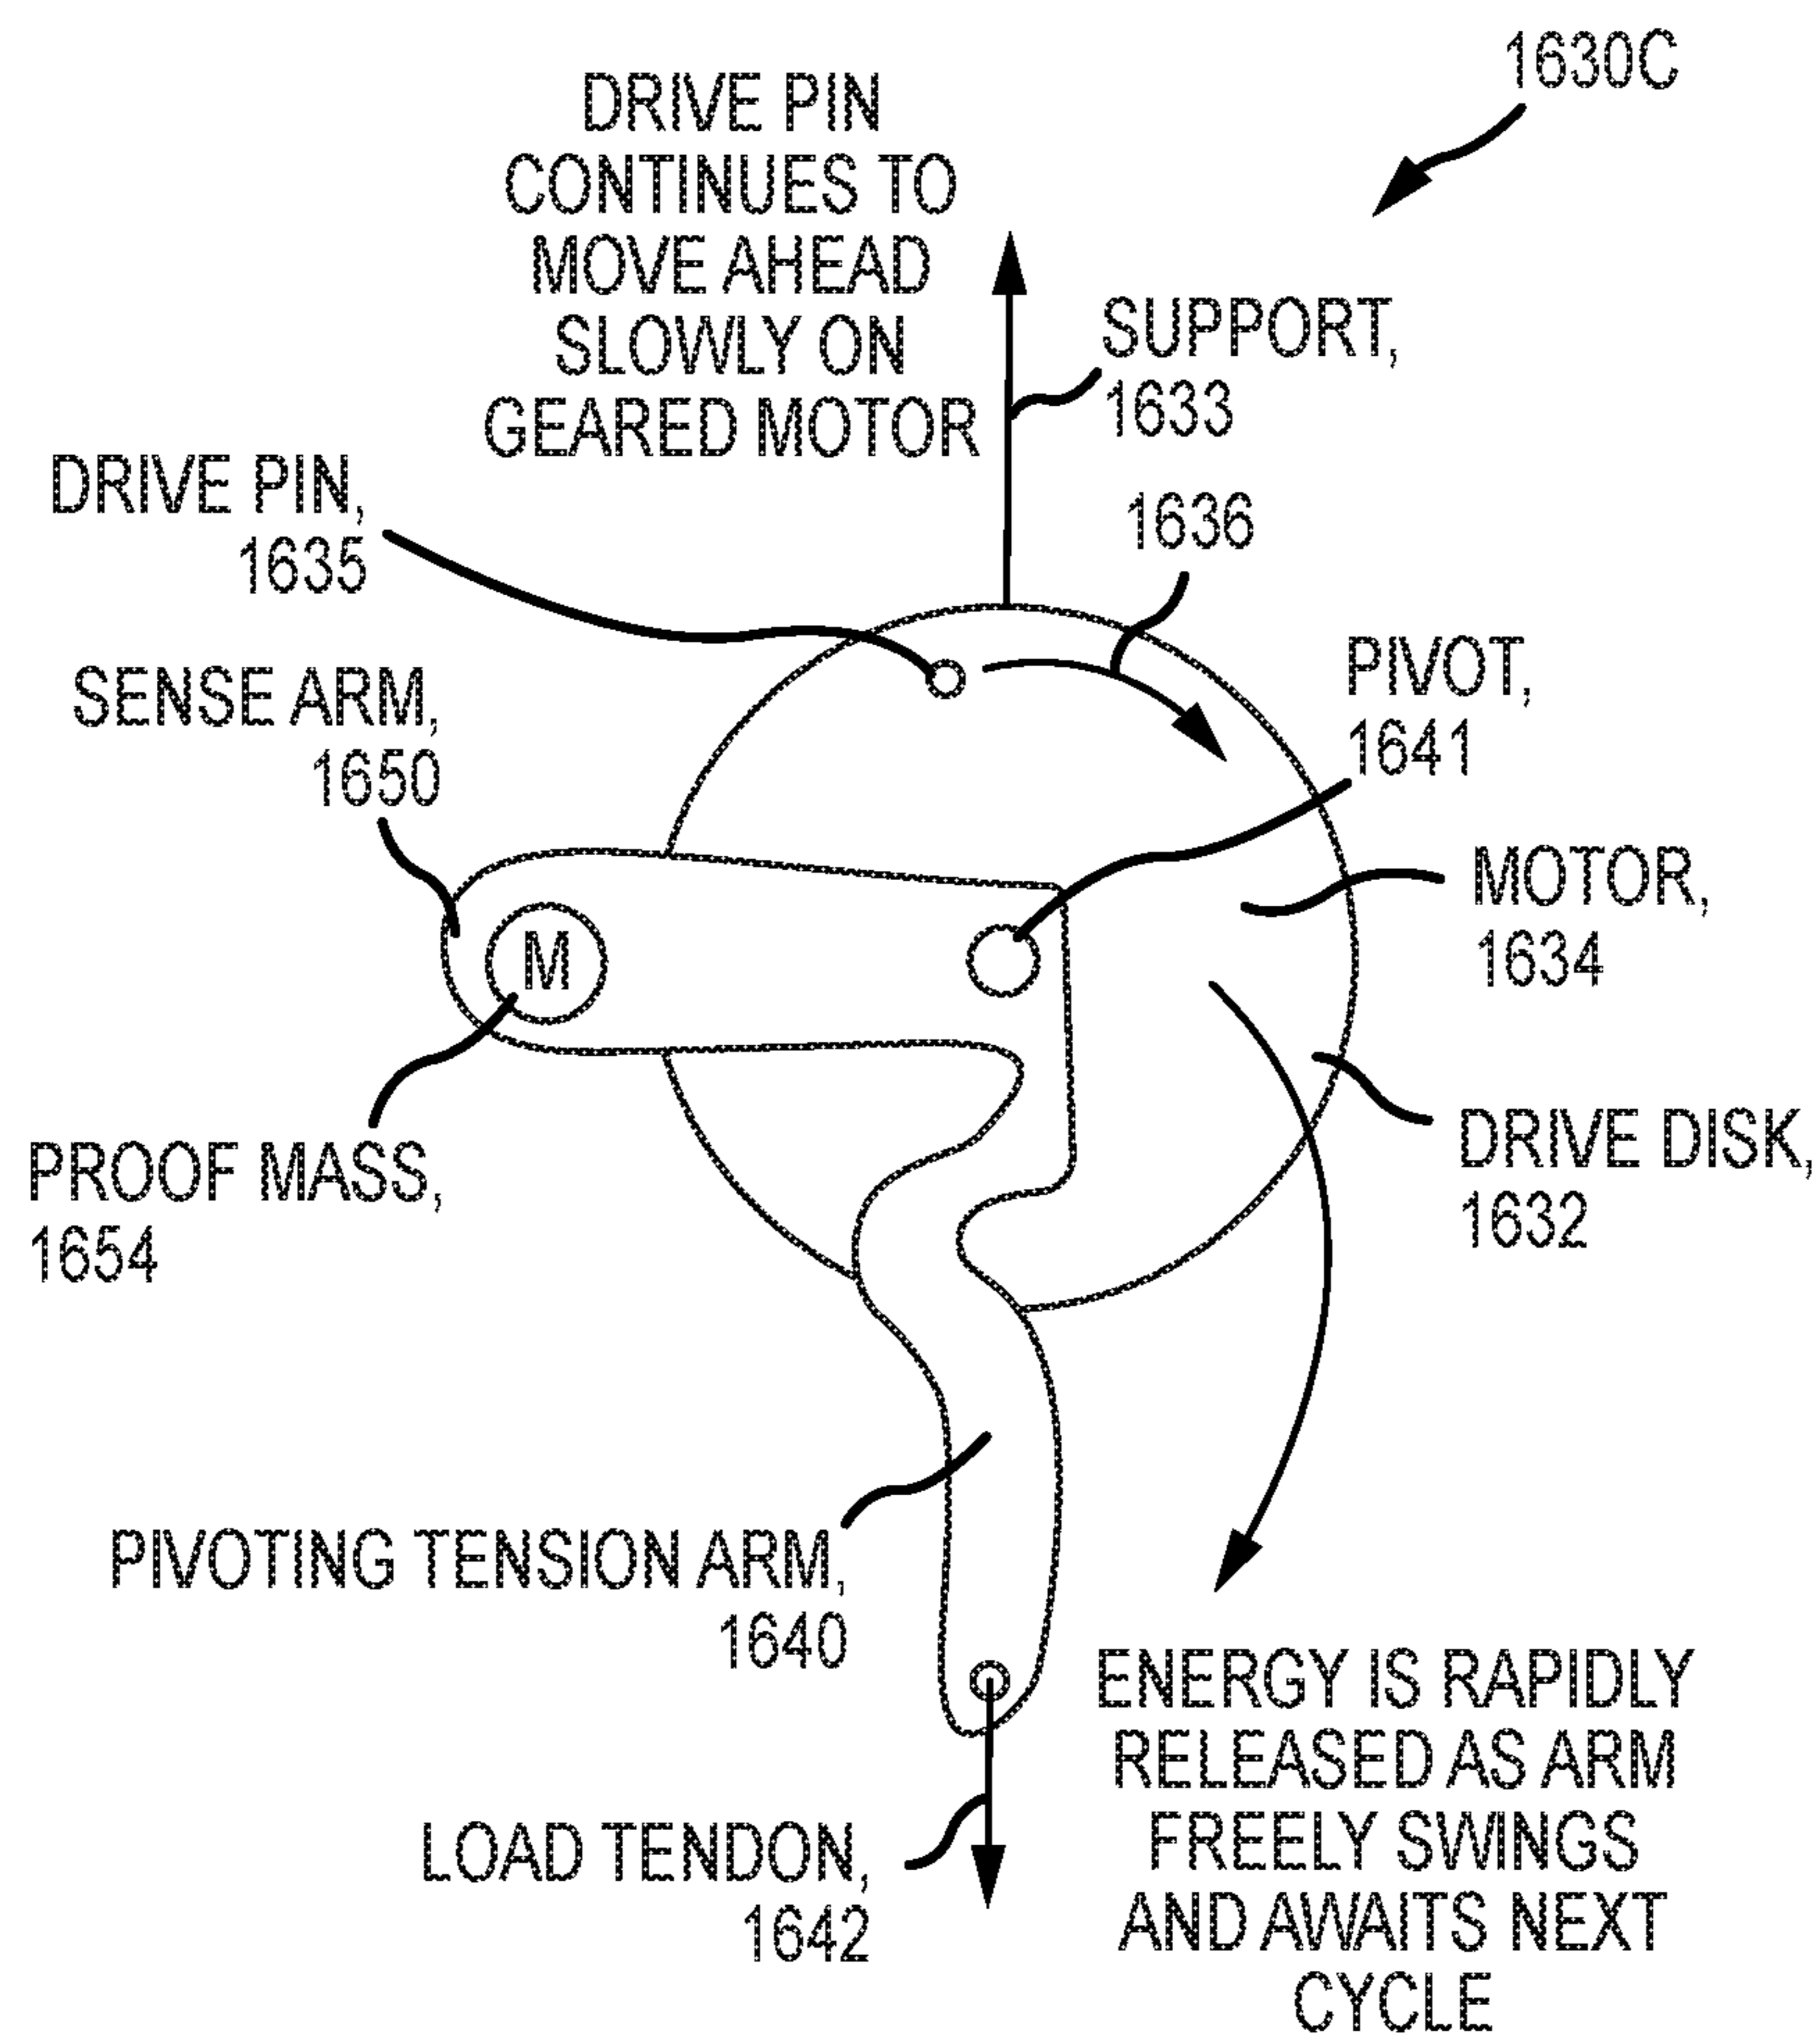 1630C
DRIVE PIN
CONTINUES TO
MOVE AHEAD
SLOWLY ON
GEARED MOTOR
SUPPORT,
1633
DRIVE PIN,
1635
1636
SENSE ARM,
1650
PIVOT,
1641
MOTOR,
1634
M
DRIVE DISK,
1632
PROOF MASS,
1654
PIVOTING TENSION ARM,
1640
ENERGY IS RAPIDLY
RELEASED AS ARM
FREELY SWINGS
AND AWAITS NEXT
CYCLE
LOAD TENDON,
1642